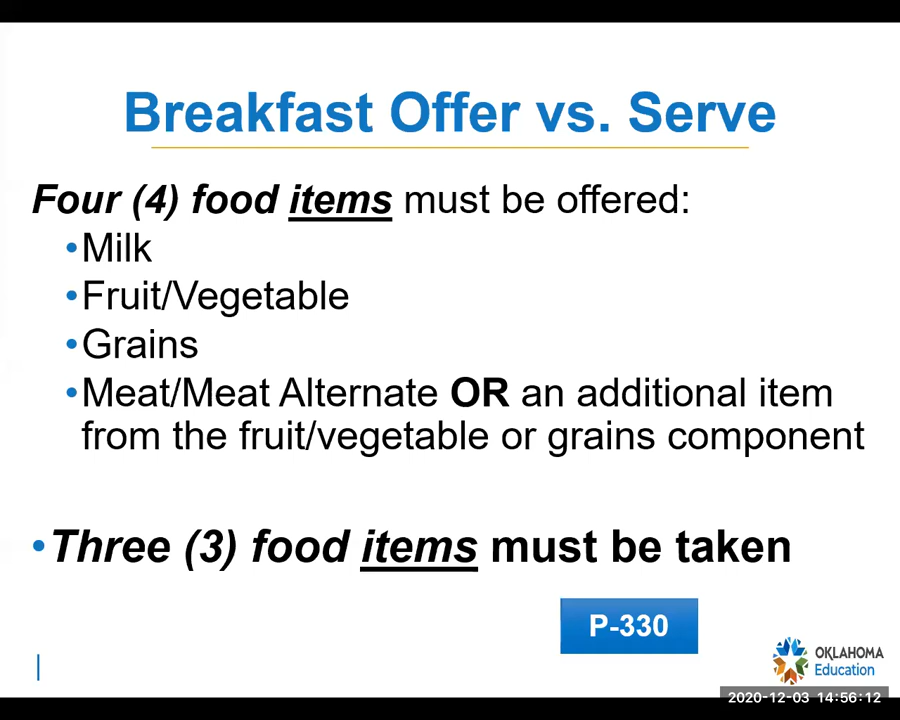 Breakfast Offer vs. Serve
Four (4) food items must be offered:
•Milk
•Fruit/Vegetable
•Grains
•Meat/Meat Alternate OR an additional item
from the fruit/vegetable or grains component
•Three (3) food items must be taken
P-330
OKLAHOMA
Education
2020-12-03 14:56:12